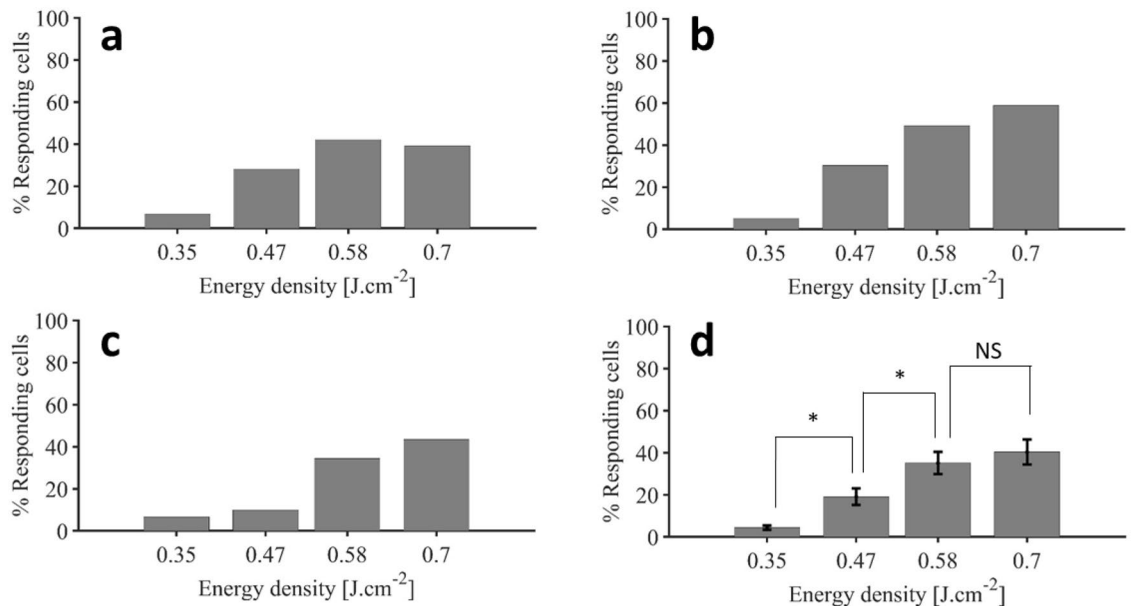 a
% Responding cells
100
80
60
40
20
0
0.35 0.47 0.58 0.7
Energy density [J.cm-2]
b
% Responding cells
100
80
60
40
20
0
0.35 0.47 0.58 0.7
Energy density [J.cm-2]
c
% Responding cells
100
80
60
40
20
0
0.35 0.47 0.58 0.7
Energy density [J.cm-2]
d
% Responding cells
100
80
60
40
20
0
NS
*
*
0.35 0.47 0.58 0.7
Energy density [J.cm-2]